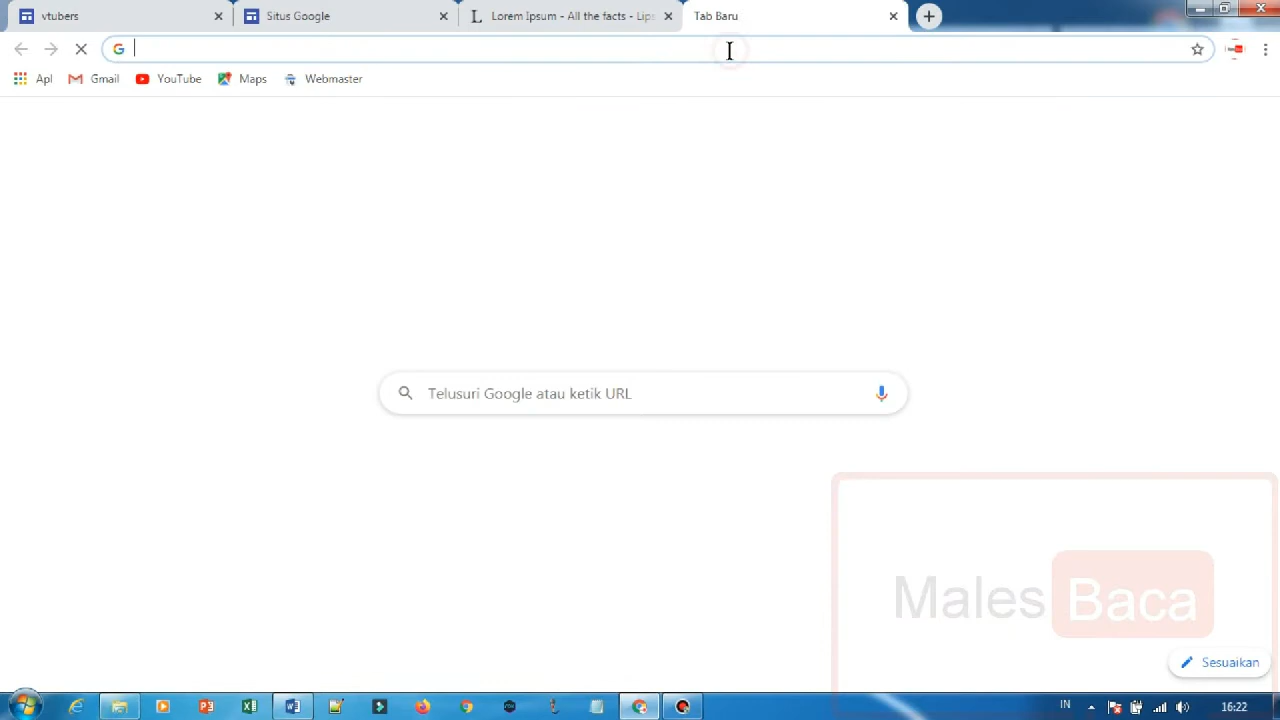 vtubers
Situs Google
Lorem Ipsum - All the facts - Lips
Tab Baru
Apl
Gmail
YouTube
Maps
Webmaster
Telusuri Google atau ketik URL
Males Baca
Sesuaikan
IN
16:22